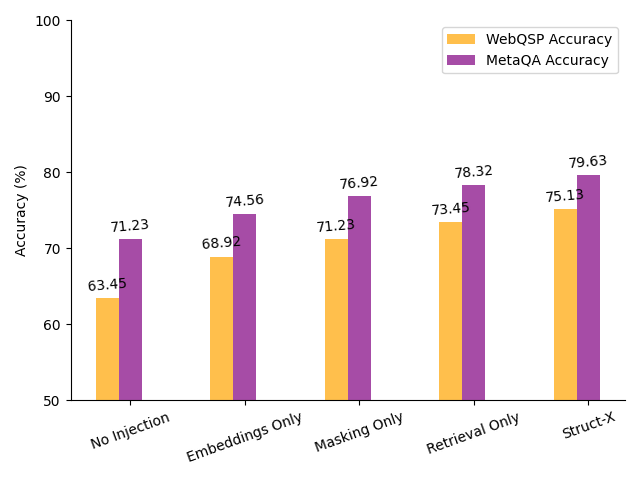 100
90
80
70
60
50
Accuracy (%)
WebQSP Accuracy
MetaQA Accuracy
63.45
71.23
68.92
74.56
71.23
76.92
73.45
78.32
75.13
79.63
No Injection
Embeddings Only
Masking Only
Retrieval Only
Struct-X